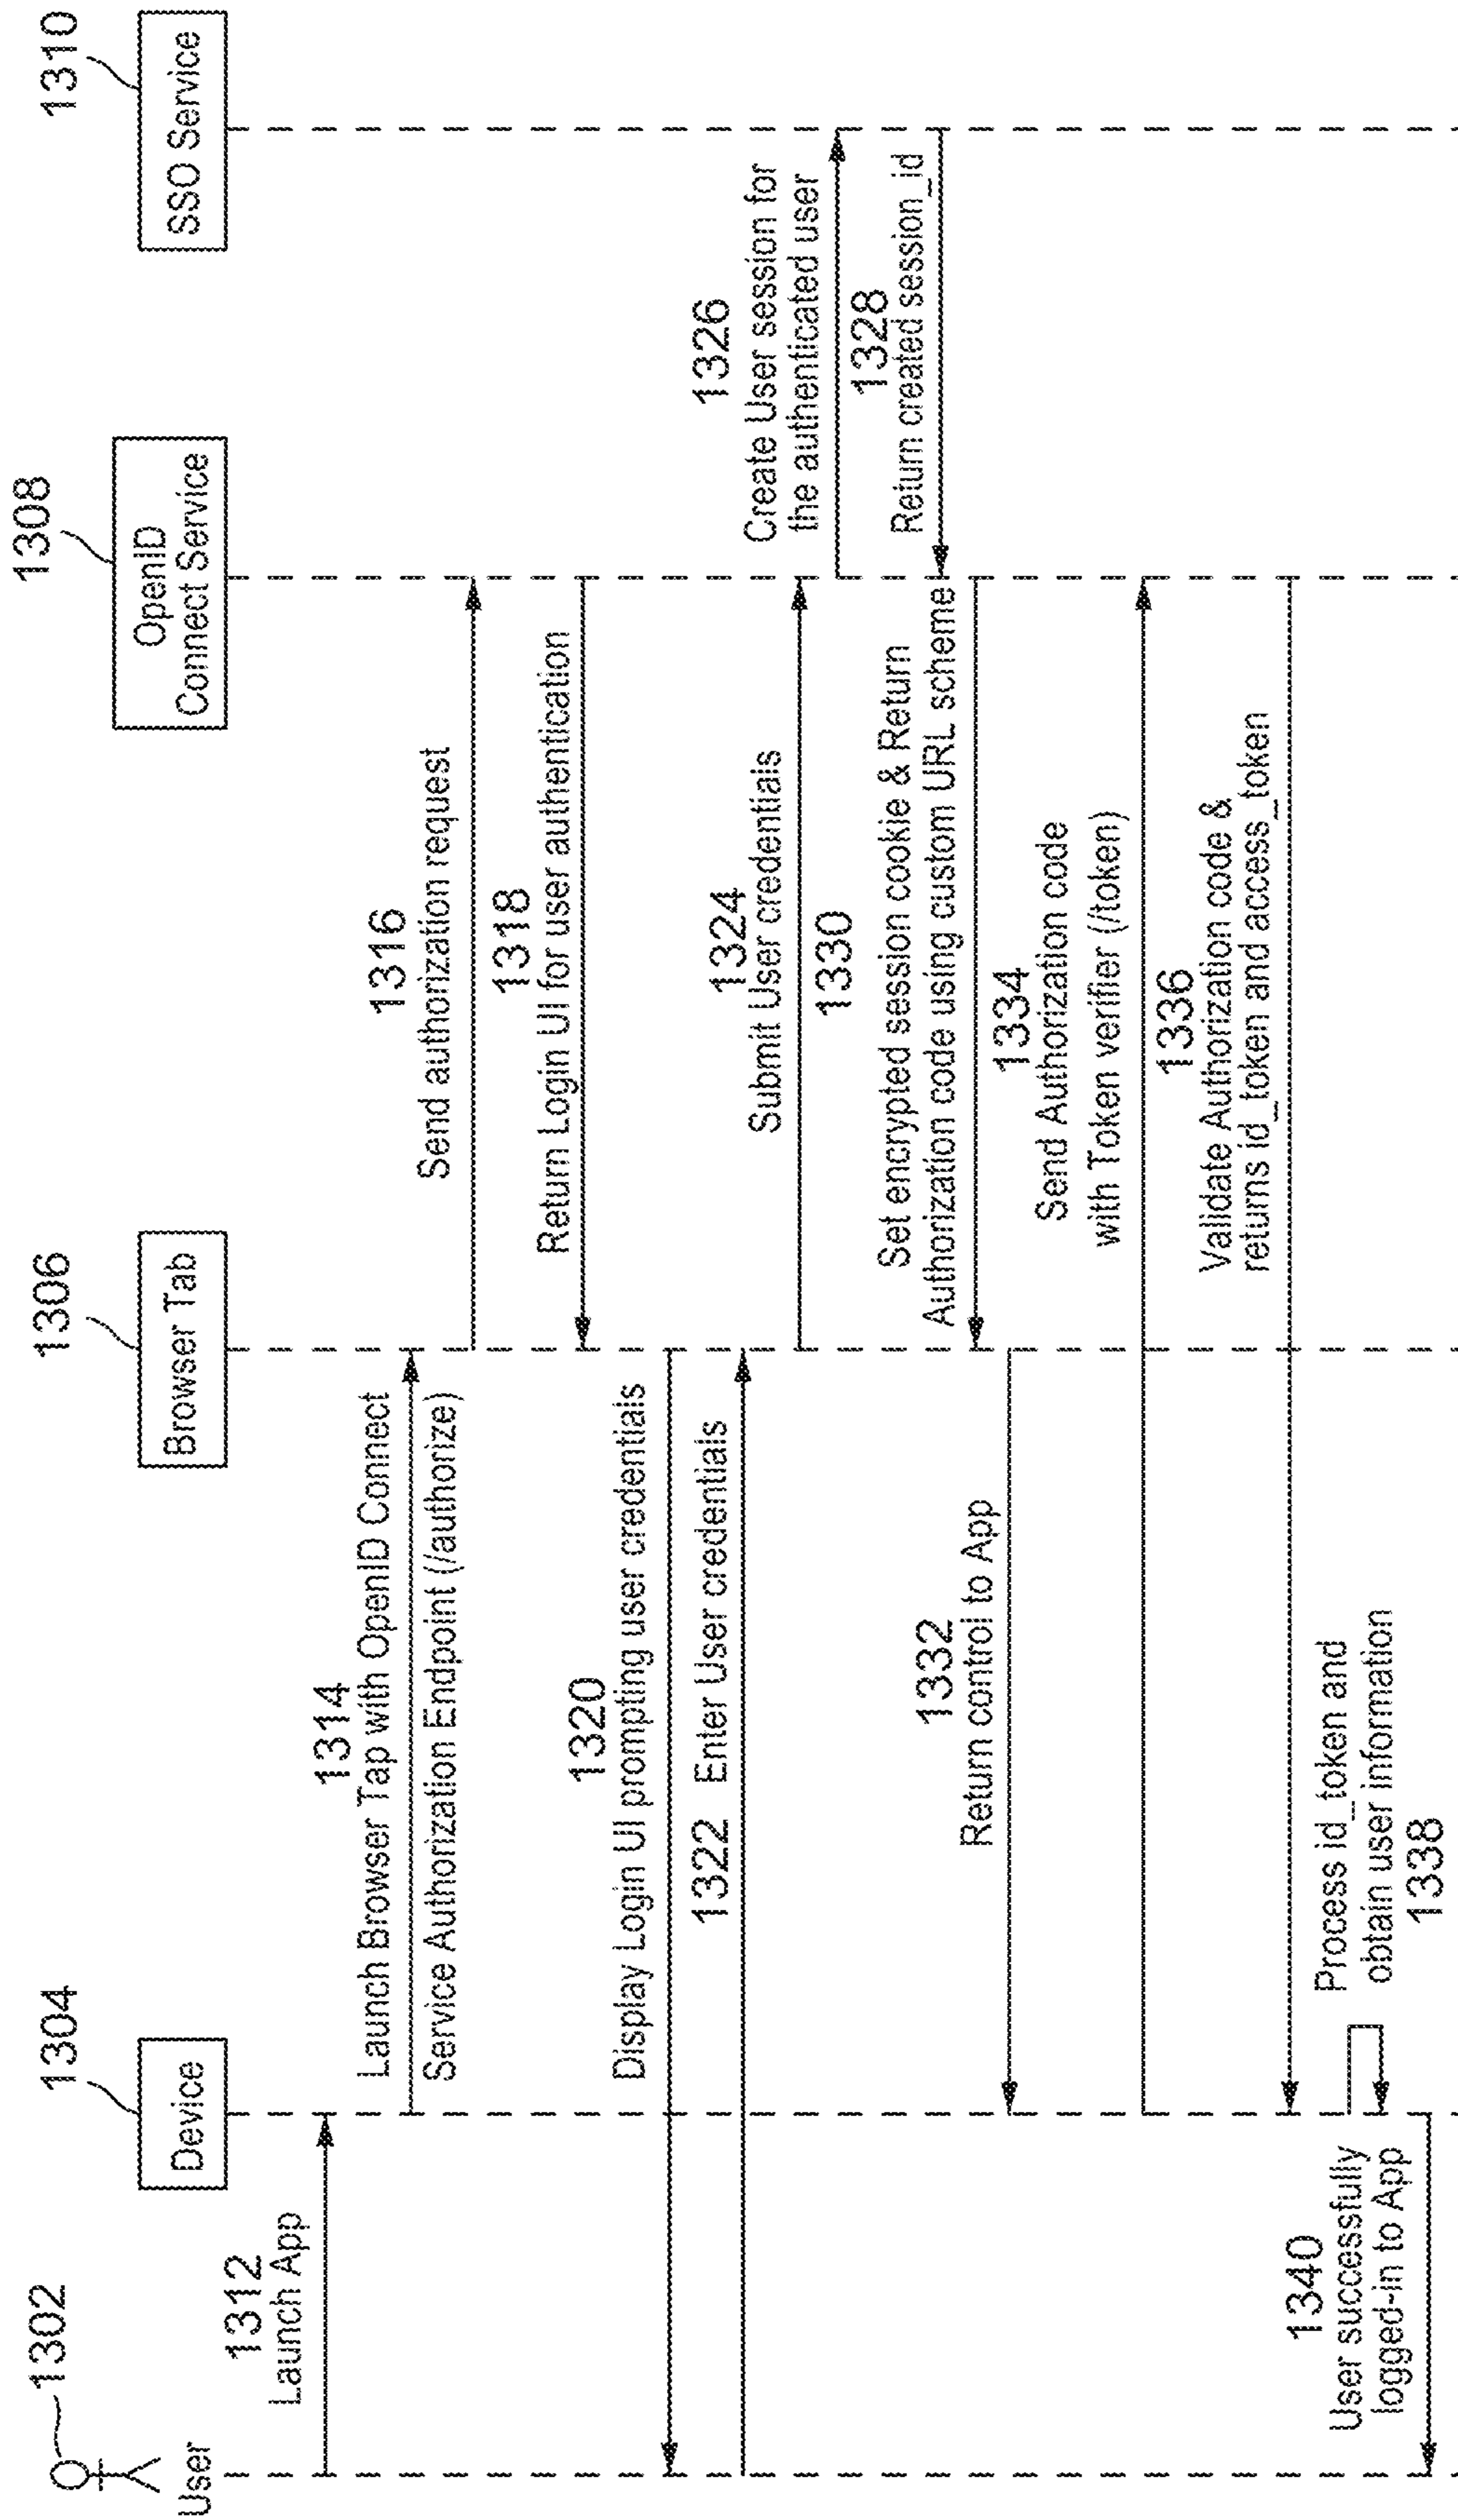 1302
User
1304
Device
1306
Browser Tab
1308
OpenID
Connect Service
1310
SSO Service
1312
Launch App
1314
Launch Browser Tap with OpenID Connect
Service Authorization Endpoint (/authorize)
1316
Send authorization request
1318
Return Login UI for user authentication
1320
Display Login UI prompting user credentials
1322 Enter User credentials
1324
Submit User credentials
1326
Create User session for
the authenticated user
1328
Return created session_id
1330
Set encrypted session cookie & Return
Authorization code using custom URL scheme
1332
Return control to App
1334
Send Authorization code
with Token verifier (/token)
1336
Validate Authorization code &
returns id_token and access_token
Process id_token and
obtain user information
1338
1340
User successfully
logged-in to App